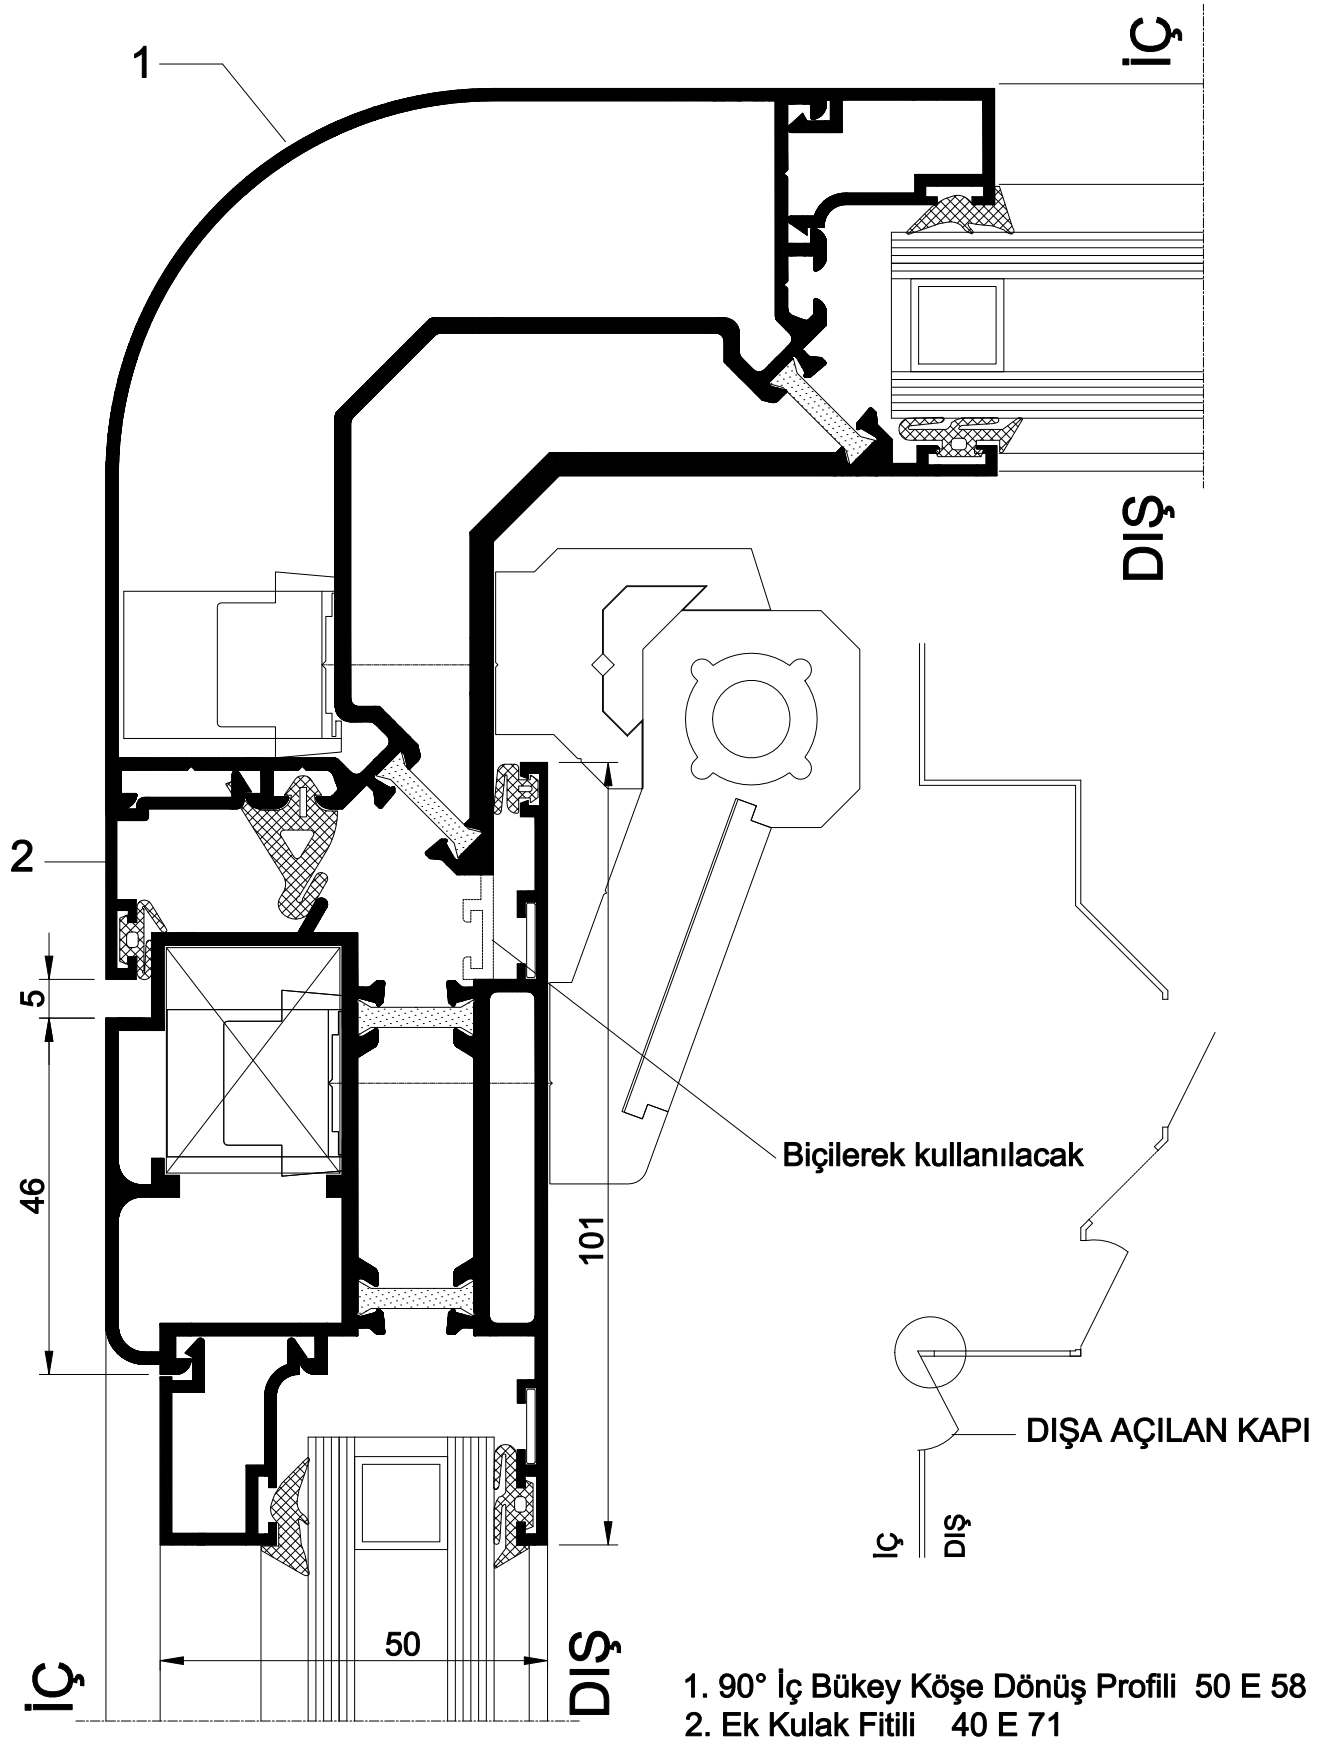 İÇ
1
DIŞ
2
5
46
Biçilerek kullanılacak
101
DIŞA AÇILAN KAPI
İÇ
DIŞ
50
İÇ
DIŞ
1. 90° İç Bükey Köşe Dönüş Profili 50 E 58
2. Ek Kulak Fitili 40 E 71